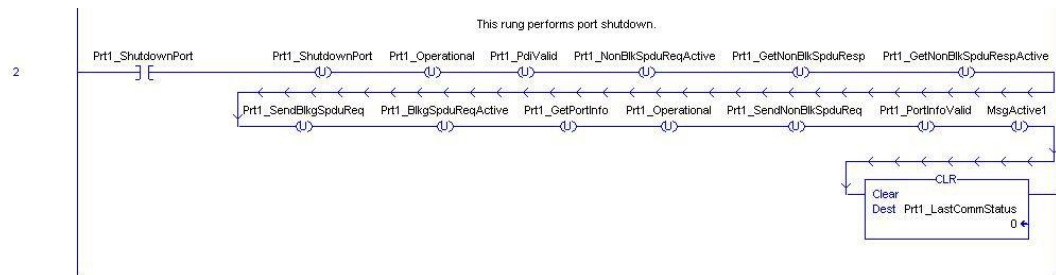 This rung performs port shutdown.
Prt1_ShutdownPort Prt1_ShutdownPort Prt1_Operational Prt1_PdiValid Prt1_NonBlkSpduReqActive Prt1_GetNonBlkSpduResp Prt1_GetNonBlkSpduRespActive
2 U U U U U U
Prt1_SendBlkgSpduReq Prt1_BlkgSpduReqActive Prt1_GetPortInfo Prt1_Operational Prt1_SendNonBlkSpduReq Prt1_PortInfoValid MsgActive1
U U U U U U U
CLR
Clear
Dest Prt1_LastCommStatus
0